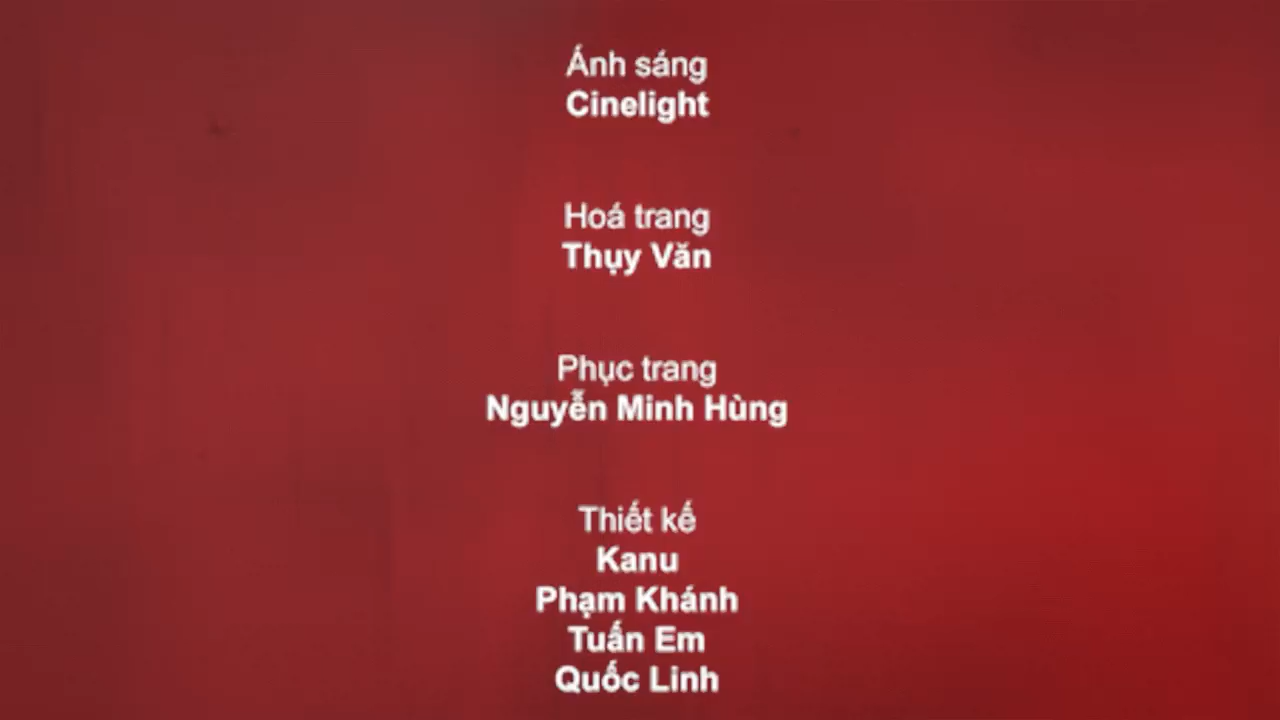 Ánh sáng
Cinelight
Hoá trang
Thụy Văn
Phục trang
Nguyễn Minh Hùng
Thiết kế
Kanu
Phạm Khánh
Tuấn Em
Quốc Linh